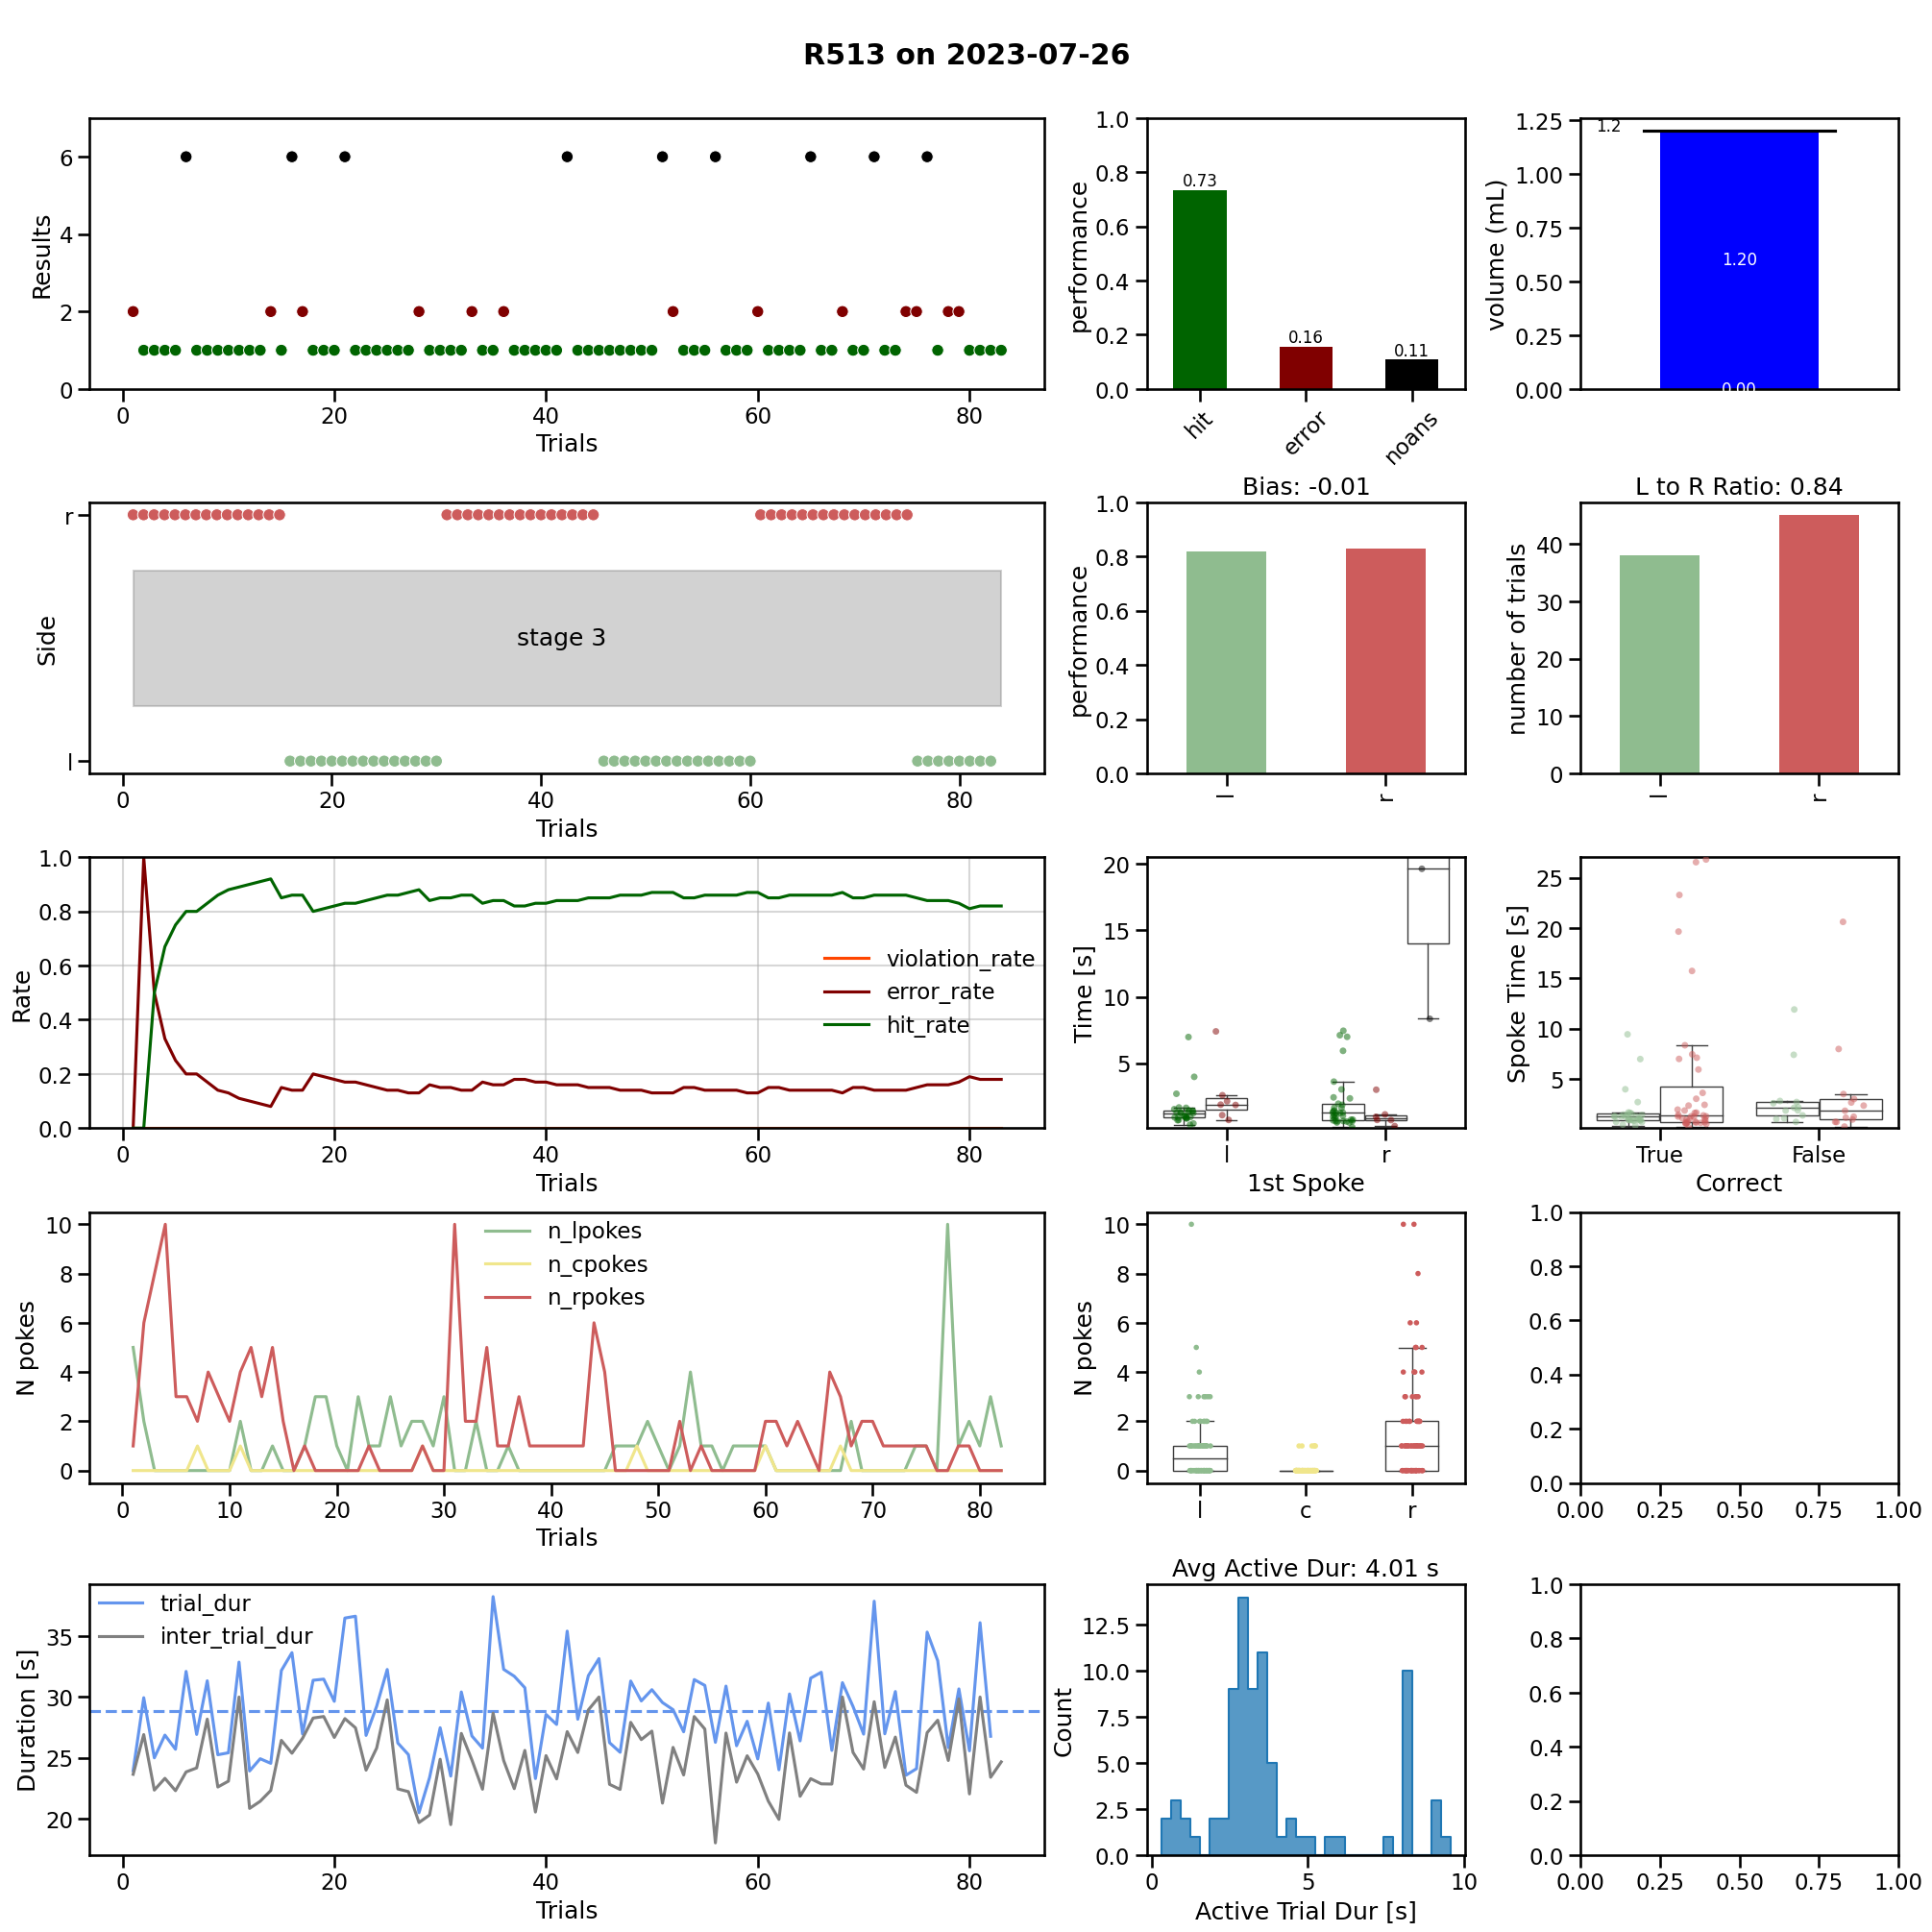 R513 on 2023-07-26
Results
6
4
2
0
0 20 40 60 80
Trials
performance
1.0
0.8
0.6
0.4
0.2
0.0
0.73
0.16
0.11
hit error noans
volume (mL)
1.25
1.00
0.75
0.50
0.25
0.00
1.2
1.20
0.00
Side
r
stage 3
l
0 20 40 60 80
Trials
Bias: -0.01
performance
1.0
0.8
0.6
0.4
0.2
0.0
l r
L to R Ratio: 0.84
number of trials
40
30
20
10
0
l r
Rate
1.0
0.8
0.6
0.4
0.2
0.0
violation_rate
error_rate
hit_rate
0 20 40 60 80
Trials
Time [s]
20
15
10
5
l r
1st Spoke
Spoke Time [s]
25
20
15
10
5
True False
Correct
N pokes
10
8
6
4
2
0
n_lpokes
n_cpokes
n_rpokes
0 10 20 30 40 50 60 70 80
Trials
N pokes
10
8
6
4
2
0
l c r
1.0
0.8
0.6
0.4
0.2
0.0
0.00 0.25 0.50 0.75 1.00
Duration [s]
35
30
25
20
trial_dur
inter_trial_dur
0 20 40 60 80
Trials
Avg Active Dur: 4.01 s
Count
12.5
10.0
7.5
5.0
2.5
0.0
0 5 10
Active Trial Dur [s]
1.0
0.8
0.6
0.4
0.2
0.0
0.00 0.25 0.50 0.75 1.00